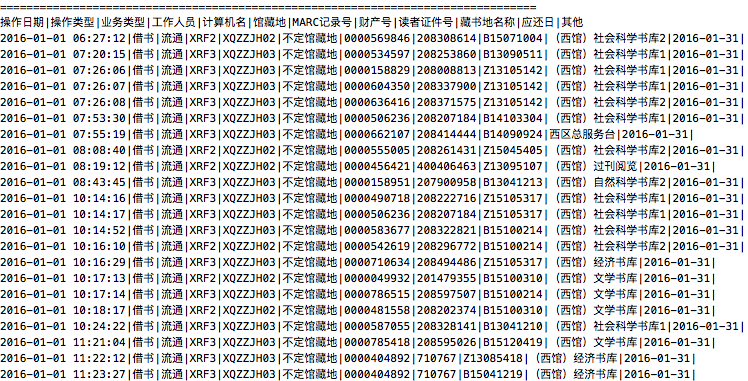 =================================================================
操作日期|操作类型|业务类型|工作人员|计算机名|馆藏地|MARC记录号|财产号|读者证件号|藏书地名称|应还日|其他
2016-01-01 06:27:12|借书|流通|XRF2|XQZZJH02|不定馆藏地|0000569846|208308614|B15071004|（西馆）社会科学书库2|2016-01-31|
2016-01-01 07:20:15|借书|流通|XRF3|XQZZJH03|不定馆藏地|0000534597|208253860|B13090511|（西馆）社会科学书库1|2016-01-31|
2016-01-01 07:26:06|借书|流通|XRF3|XQZZJH03|不定馆藏地|0000158829|208008813|Z13105142|（西馆）社会科学书库1|2016-01-31|
2016-01-01 07:26:07|借书|流通|XRF3|XQZZJH03|不定馆藏地|0000604350|208337900|Z13105142|（西馆）社会科学书库1|2016-01-31|
2016-01-01 07:26:08|借书|流通|XRF3|XQZZJH03|不定馆藏地|0000636416|208371575|Z13105142|（西馆）社会科学书库1|2016-01-31|
2016-01-01 07:53:30|借书|流通|XRF3|XQZZJH03|不定馆藏地|0000506236|208207184|B14103304|（西馆）社会科学书库1|2016-01-31|
2016-01-01 07:55:19|借书|流通|XRF3|XQZZJH03|不定馆藏地|0000662107|208414444|B14090924|西区总服务台|2016-01-31|
2016-01-01 08:08:40|借书|流通|XRF2|XQZZJH02|不定馆藏地|0000555005|208261431|Z15045405|（西馆）社会科学书库2|2016-01-31|
2016-01-01 08:19:12|借书|流通|XRF2|XQZZJH02|不定馆藏地|0000456421|400406463|Z13095107|（西馆）过刊阅览|2016-01-31|
2016-01-01 08:43:45|借书|流通|XRF3|XQZZJH03|不定馆藏地|0000158951|207900958|B13041213|（西馆）自然科学书库2|2016-01-31|
2016-01-01 10:14:16|借书|流通|XRF3|XQZZJH03|不定馆藏地|0000490718|208222716|Z15105317|（西馆）社会科学书库1|2016-01-31|
2016-01-01 10:14:17|借书|流通|XRF3|XQZZJH03|不定馆藏地|0000506236|208207184|Z15105317|（西馆）社会科学书库1|2016-01-31|
2016-01-01 10:14:52|借书|流通|XRF3|XQZZJH03|不定馆藏地|0000583677|208322821|B15100214|（西馆）社会科学书库2|2016-01-31|
2016-01-01 10:16:10|借书|流通|XRF2|XQZZJH02|不定馆藏地|0000542619|208296772|B15100214|（西馆）社会科学书库2|2016-01-31|
2016-01-01 10:16:29|借书|流通|XRF3|XQZZJH03|不定馆藏地|0000710634|208494486|Z15105317|（西馆）经济书库|2016-01-31|
2016-01-01 10:17:13|借书|流通|XRF2|XQZZJH02|不定馆藏地|0000049932|201479355|B15100310|（西馆）文学书库|2016-01-31|
2016-01-01 10:17:14|借书|流通|XRF3|XQZZJH03|不定馆藏地|0000786515|208597507|B15100214|（西馆）文学书库|2016-01-31|
2016-01-01 10:18:17|借书|流通|XRF2|XQZZJH02|不定馆藏地|0000481558|208202374|B15100310|（西馆）文学书库|2016-01-31|
2016-01-01 10:24:22|借书|流通|XRF3|XQZZJH03|不定馆藏地|0000587055|208328141|B13041210|（西馆）社会科学书库1|2016-01-31|
2016-01-01 11:21:04|借书|流通|XRF3|XQZZJH03|不定馆藏地|0000785418|208595026|B15120419|（西馆）文学书库|2016-01-31|
2016-01-01 11:22:12|借书|流通|XRF3|XQZZJH03|不定馆藏地|0000404892|710767|Z13085418|（西馆）经济书库|2016-01-31|
2016-01-01 11:23:27|借书|流通|XRF3|XQZZJH03|不定馆藏地|0000404892|710767|B15041219|（西馆）经济书库|2016-01-31|